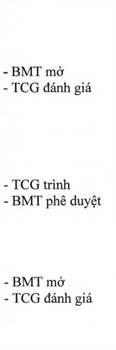 - BMT mở
- TCG đánh giá
- TCG trình
- BMT phê duyệt
- BMT mở
- TCG đánh giá